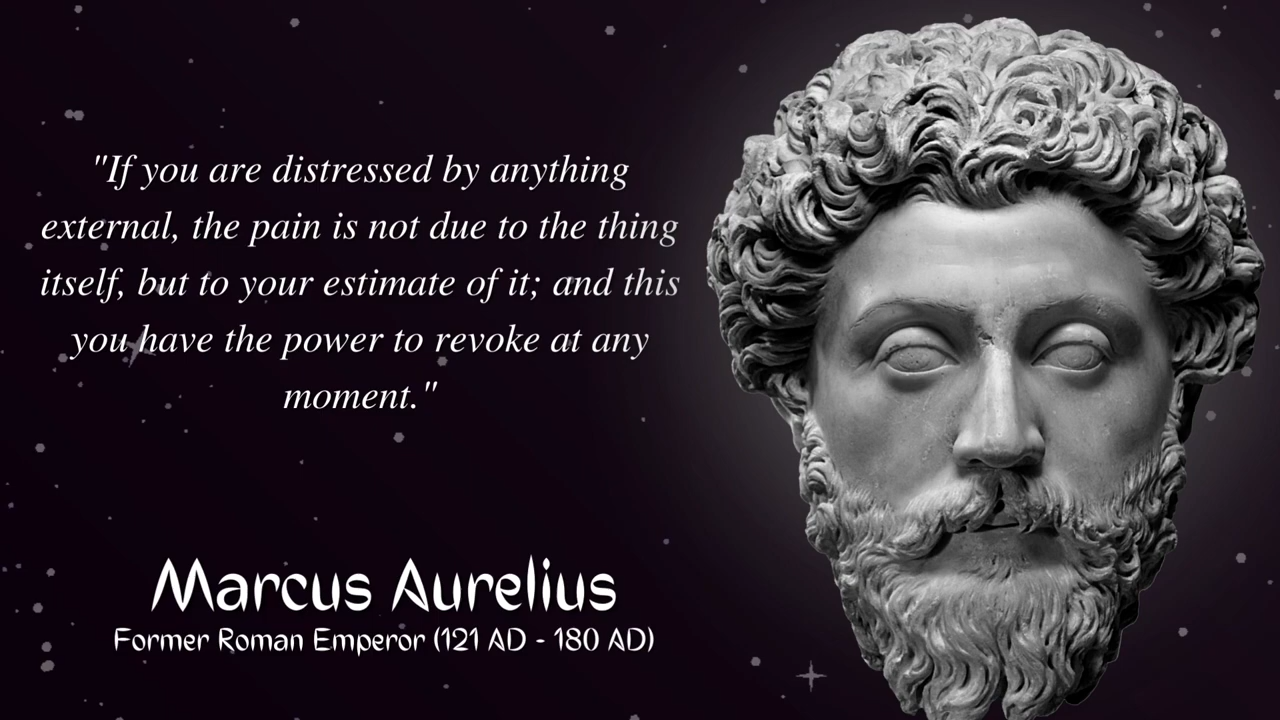 "If you are distressed by anything
external, the pain is not due to the thing
itself, but to your estimate of it; and this
you have the power to revoke at any
moment."
Marcus Aurelius
Former Roman Emperor (121 AD - 180 AD)